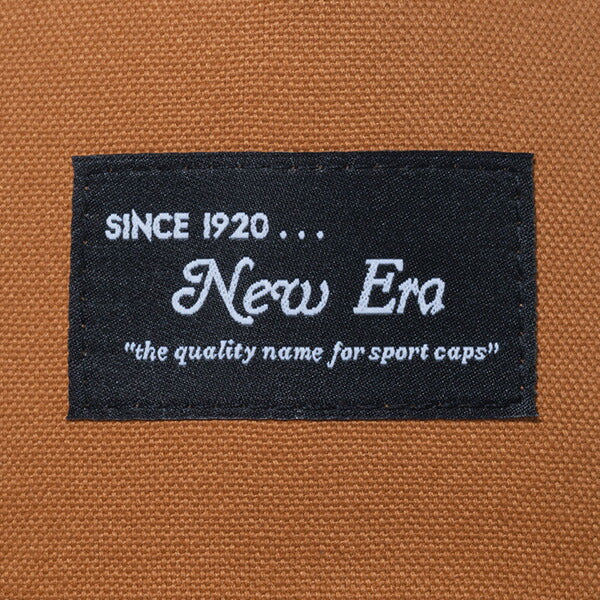 SINCE 1920...
New Era
"the quality name for sport caps"